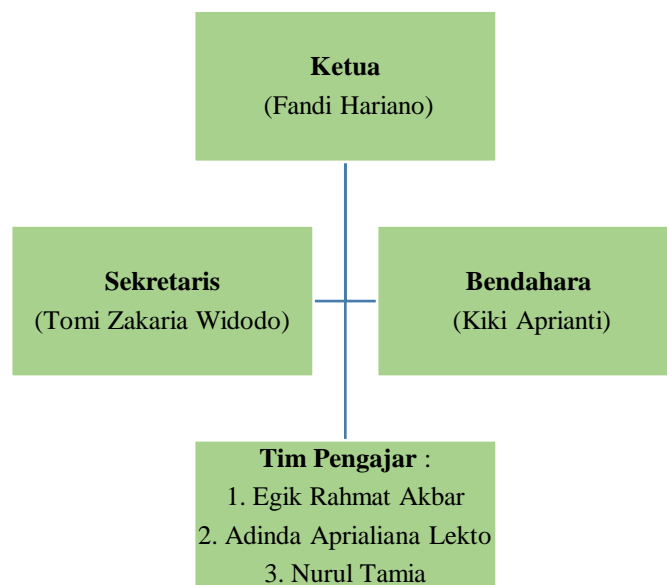 Ketua
(Fandi Hariano)
Sekretaris
(Tomi Zakaria Widodo)
Bendahara
(Kiki Aprianti)
Tim Pengajar :
1. Egik Rahmat Akbar
2. Adinda Aprialiana Lekto
3. Nurul Tamia